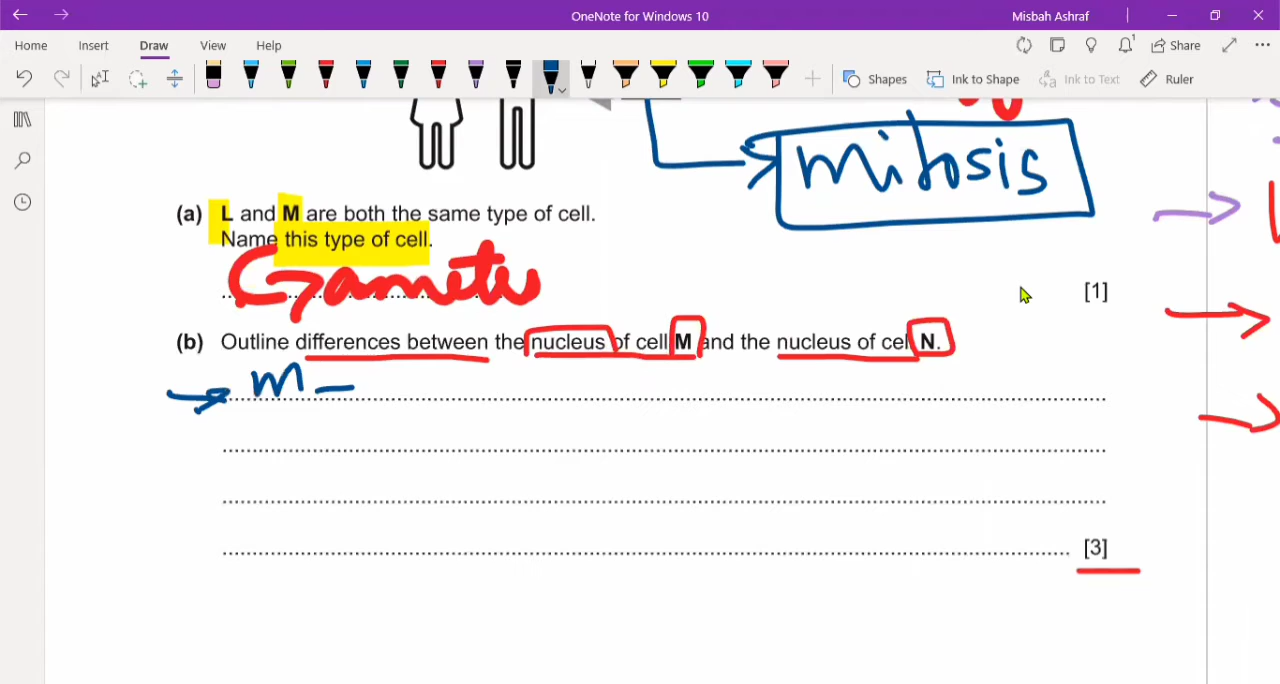 OneNote for Windows 10
Misbah Ashraf
Home Insert Draw View Help
1
Share
Shapes Ink to Shape Ink to Text Ruler
mitosis
(a) L and M are both the same type of cell.
Name this type of cell.
Gamete
[1]
(b) Outline differences between the nucleus of cell M and the nucleus of cel N.
M –
[3]